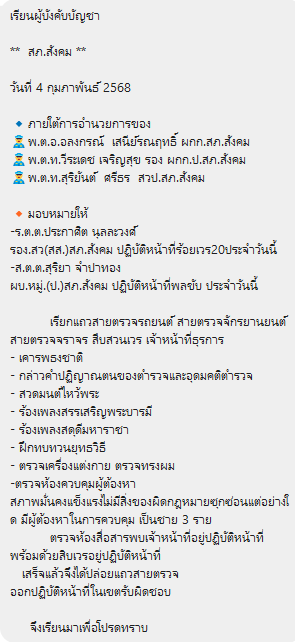 เรียนผู้บังคับบัญชา
** สภ.สังคม **
วันที่ 4 กุมภาพันธ์ 2568
🔹ภายใต้การอำนวยการของ
👮พ.ต.อ.อลงกรณ์ เสนีย์รณฤทธิ์ ผกก.สภ.สังคม
👮พ.ต.ท.วีระเดช เจริญสุข รอง ผกก.ป.สภ.สังคม
👮พ.ต.ท.สุริยันต์ ศรีธร สวป.สภ.สังคม
🔸มอบหมายให้
-ร.ต.ต.ประกาศิต นุลละวงศ์
รอง.สว(สส.)สภ.สังคม ปฏิบัติหน้าที่ร้อยเวร20ประจำวันนี้
-ส.ต.ต.สุริยา จำปาทอง
ผบ.หมู่.(ป.)สภ.สังคม ปฏิบัติหน้าที่พลขับ ประจำวันนี้
เรียกแถวสายตรวจรถยนต์ สายตรวจจักรยานยนต์
สายตรวจจราจร สืบสวนเวร เจ้าหน้าที่ธุรการ
- เคารพธงชาติ
- กล่าวคำปฏิญาณตนของตำรวจและอุดมคติตำรวจ
- สวดมนต์ไหว้พระ
- ร้องเพลงสรรเสริญพระบารมี
- ร้องเพลงสดุดีมหาราชา
- ฝึกทบทวนยุทธวิธี
- ตรวจเครื่องแต่งกาย ตรวจทรงผม
-ตรวจห้องควบคุมผู้ต้องหา
สภาพมั่นคงแข็งแรงไม่มีสิ่งของผิดกฎหมายซุกซ่อนแต่อย่างใ
ด มีผู้ต้องหาในการควบคุม เป็นชาย 3 ราย
ตรวจห้องสื่อสารพบเจ้าหน้าที่อยู่ปฏิบัติหน้าที่
พร้อมด้วยสิบเวรอยู่ปฏิบัติหน้าที่
เสร็จแล้วจึงได้ปล่อยแถวสายตรวจ
ออกปฏิบัติหน้าที่ในเขตรับผิดชอบ
จึงเรียนมาเพื่อโปรดทราบ